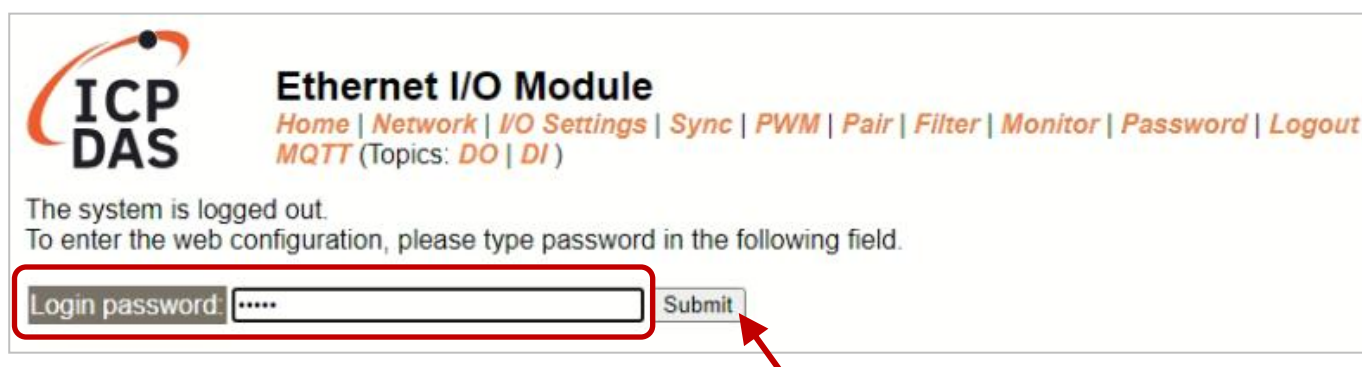 ICP
DAS
Ethernet I/O Module
Home | Network | I/O Settings | Sync | PWM | Pair | Filter | Monitor | Password | Logout
MQTT (Topics: DO | DI )
The system is logged out.
To enter the web configuration, please type password in the following field.
Login password: ••••• Submit